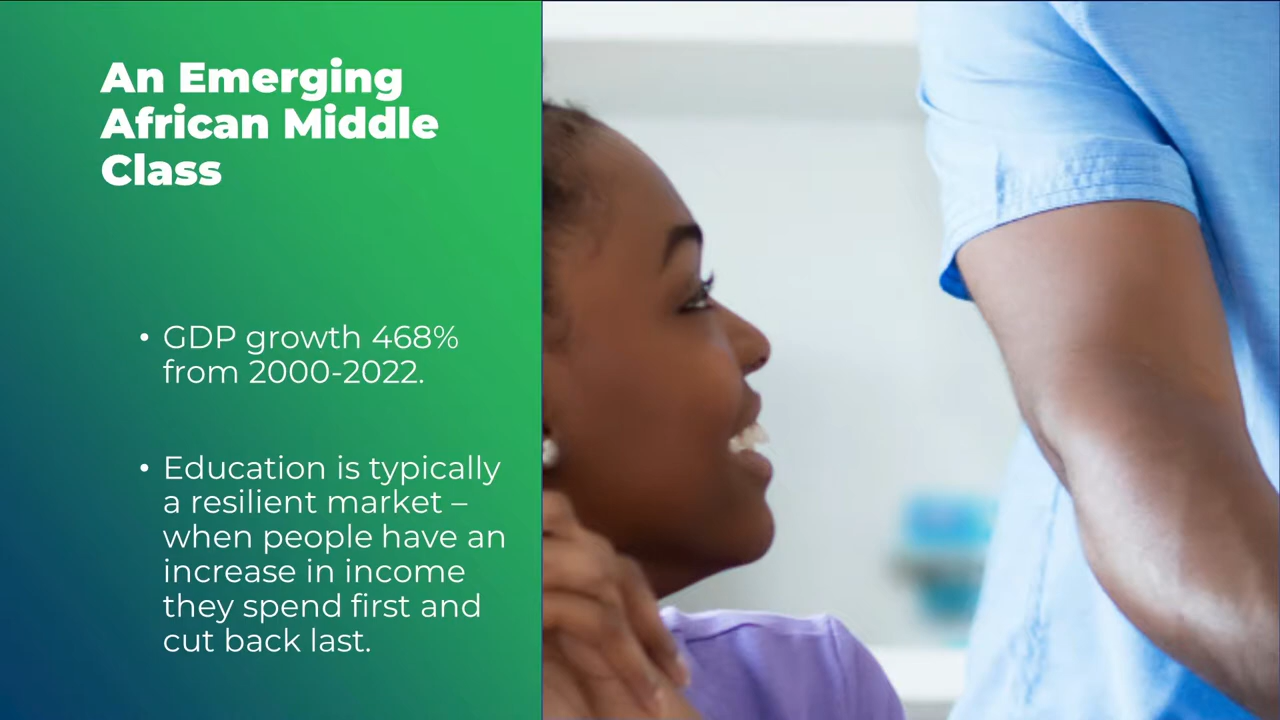 An Emerging
African Middle
Class
• GDP growth 468%
from 2000-2022.
• Education is typically
a resilient market –
when people have an
increase in income
they spend first and
cut back last.